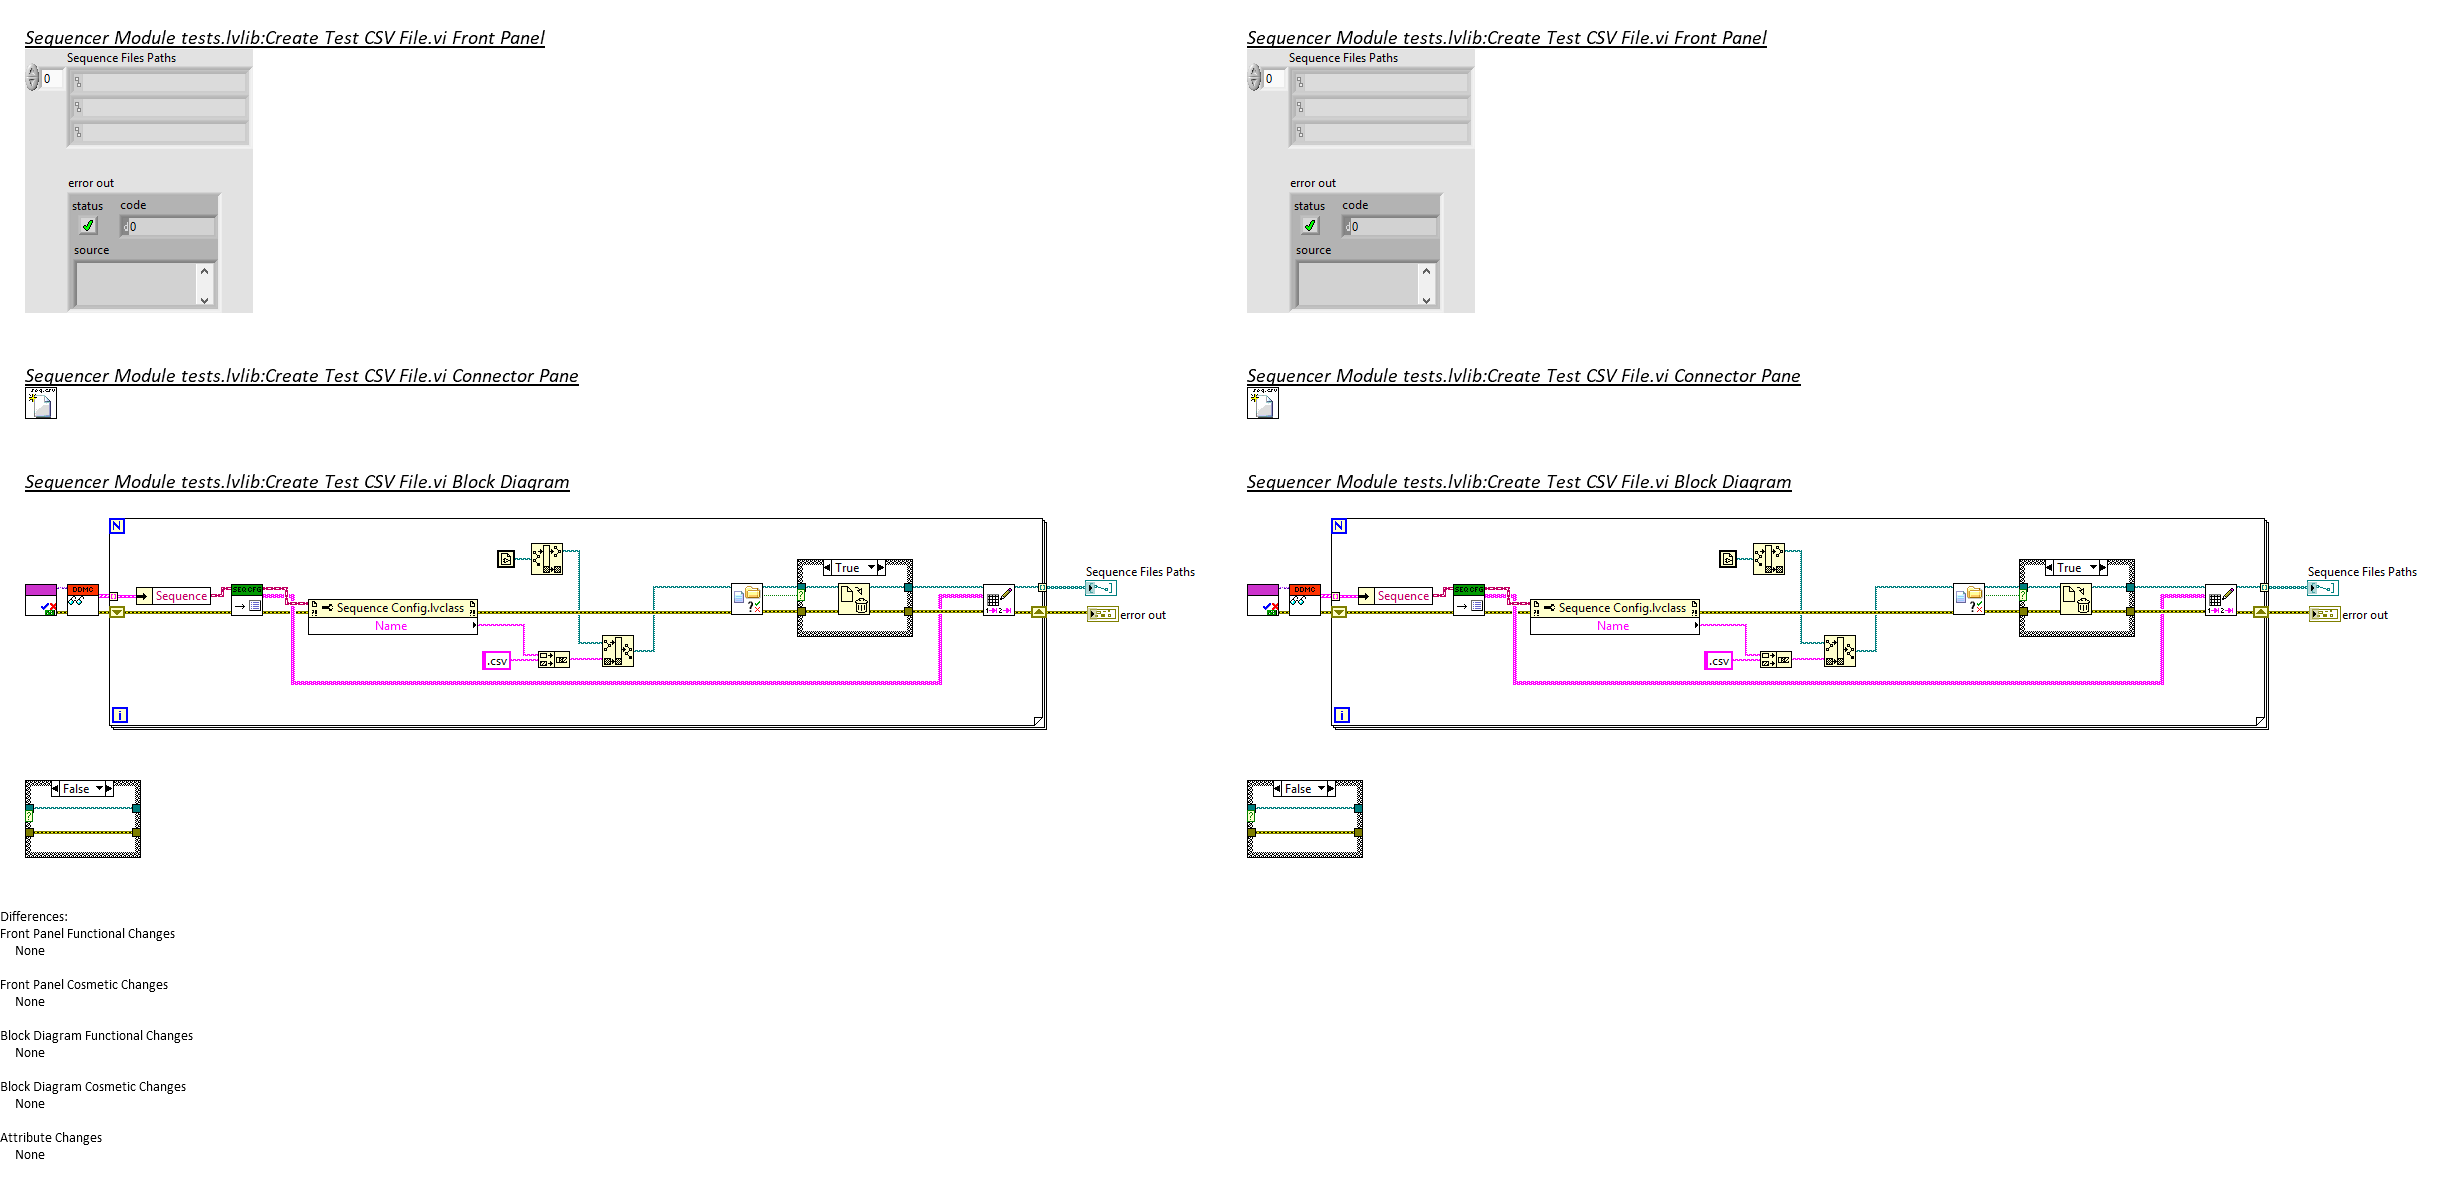 Sequencer Module tests.lvlib:Create Test CSV File.vi Front Panel
Sequence Files Paths
0
error out
status code
0
source
Sequencer Module tests.lvlib:Create Test CSV File.vi Connector Pane
Sequencer Module tests.lvlib:Create Test CSV File.vi Block Diagram
N
True
Sequence Files Paths
DDMO
Sequence
SEQ CFG
Sequence Config.lvclass
Name
error out
.csv
i
False
Sequencer Module tests.lvlib:Create Test CSV File.vi Front Panel
Sequence Files Paths
0
error out
status code
0
source
Sequencer Module tests.lvlib:Create Test CSV File.vi Connector Pane
Sequencer Module tests.lvlib:Create Test CSV File.vi Block Diagram
N
True
Sequence Files Paths
DDMO
Sequence
SEQ CFG
Sequence Config.lvclass
Name
error out
.csv
i
False
Differences:
Front Panel Functional Changes
None
Front Panel Cosmetic Changes
None
Block Diagram Functional Changes
None
Block Diagram Cosmetic Changes
None
Attribute Changes
None